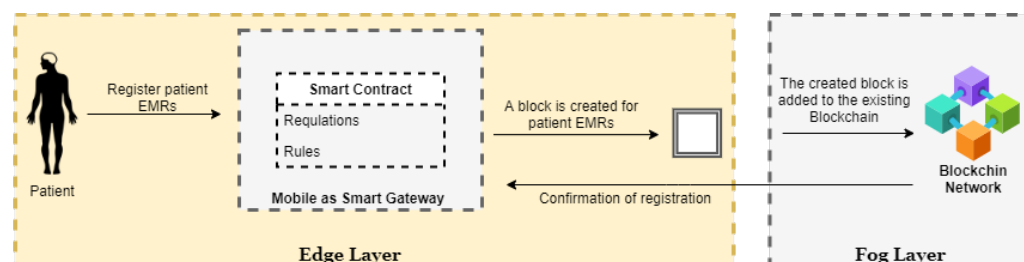 Register patient
EMRs
Smart Contract
Requlations
Rules
Mobile as Smart Gateway
Patient
A block is created for
patient EMRs
The created block is
added to the existing
Blockchain
Blockchin
Network
Confirmation of registration
Edge Layer
Fog Layer